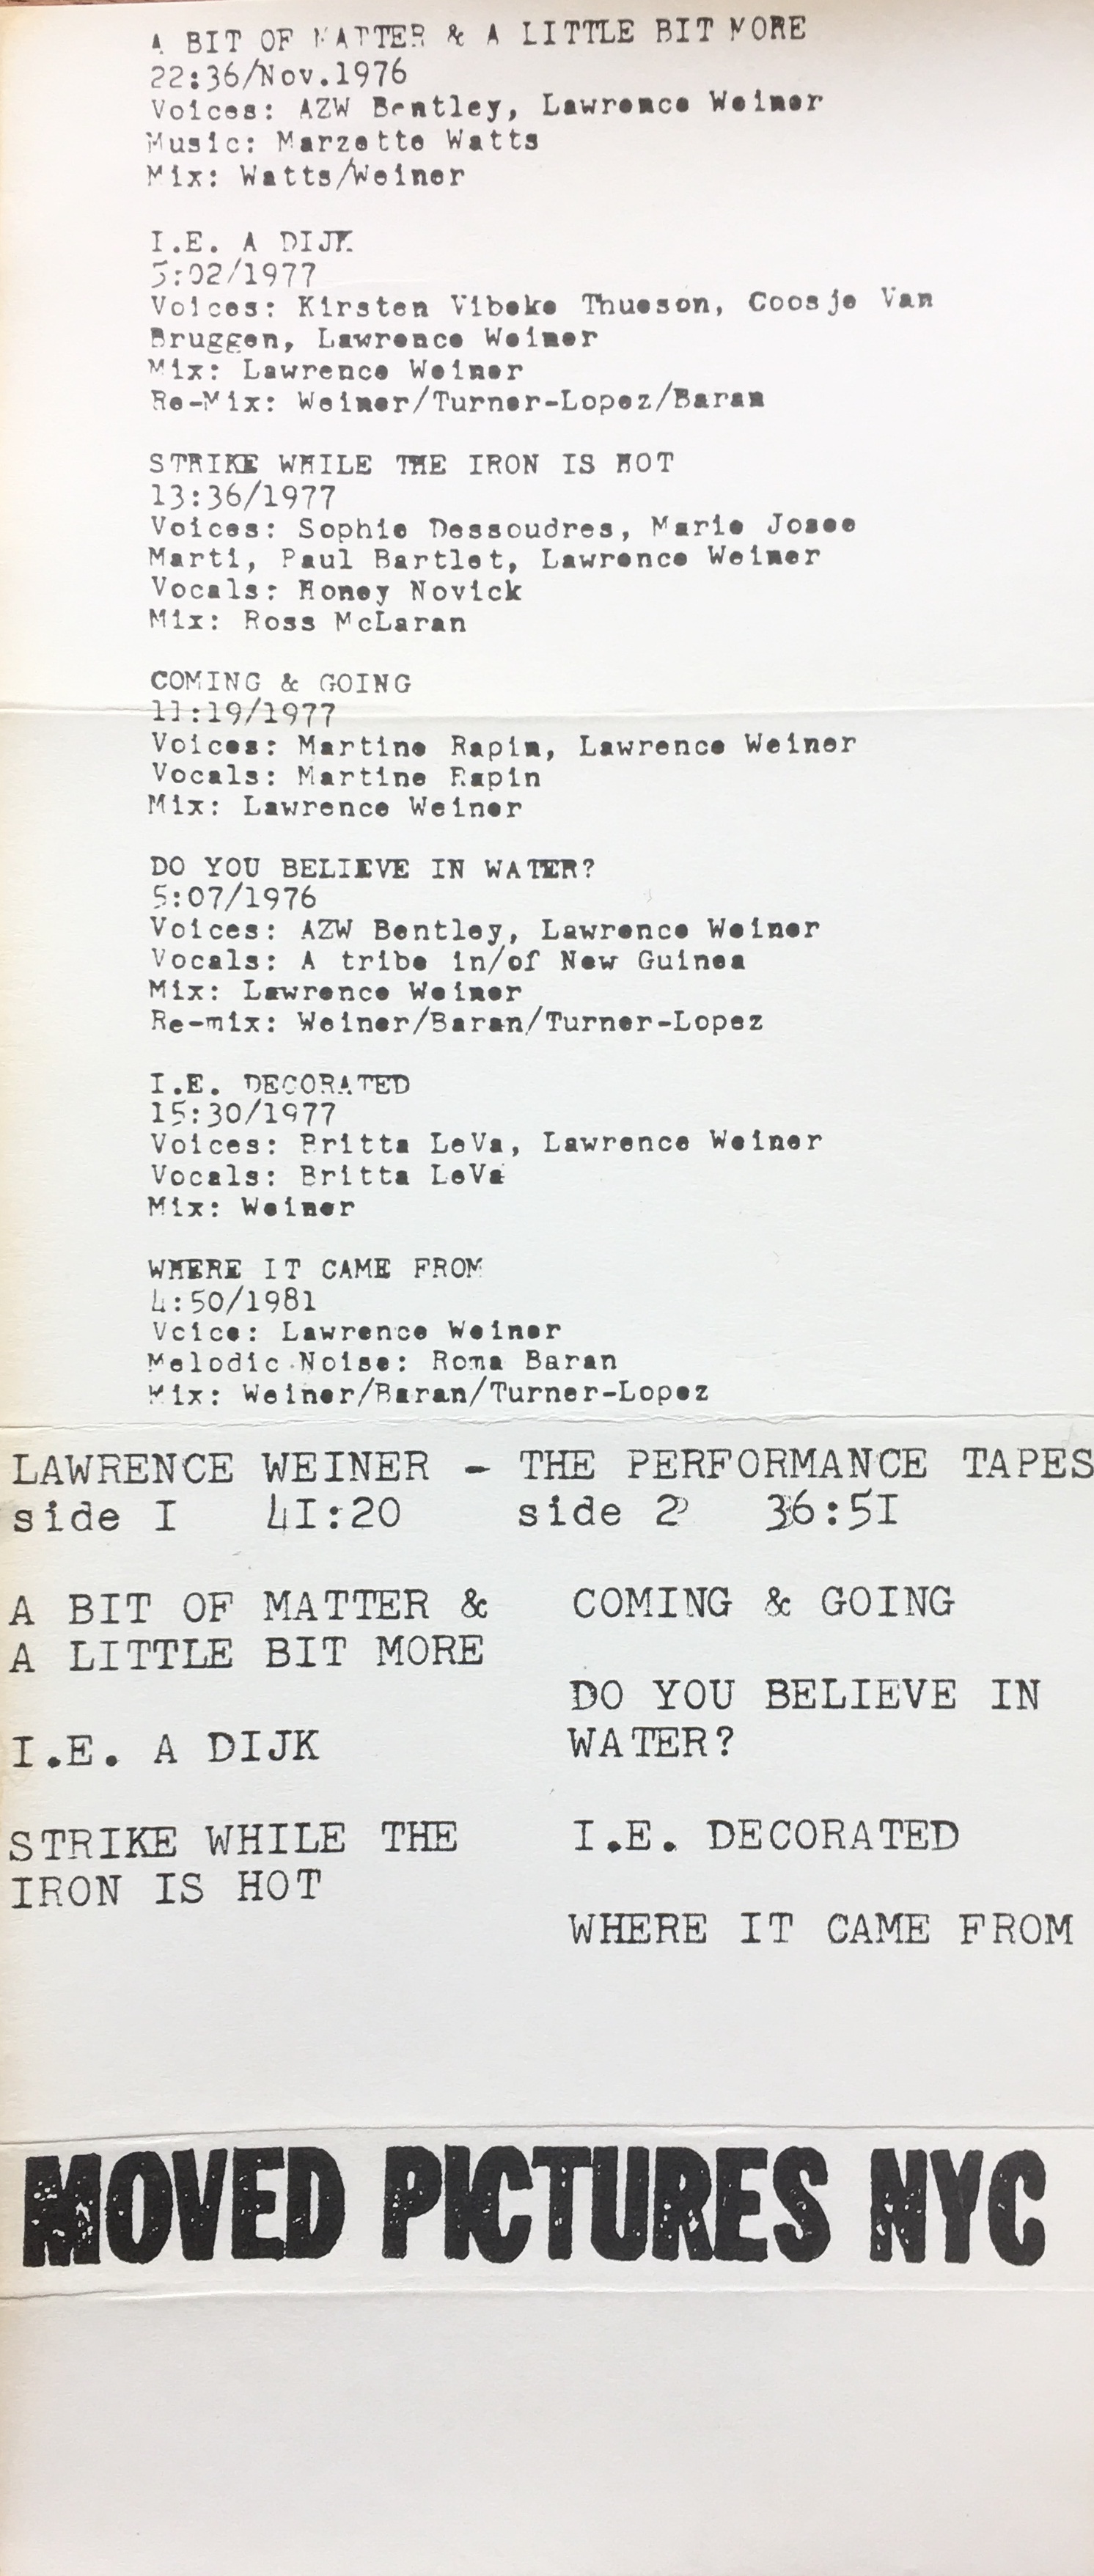 A BIT OF MATTER & A LITTLE BIT MORE
22:36/Nov.1976
Voices: AZW Bentley, Lawrence Weiner
Music: Marzette Watts
Mix: Watts/Weiner
I.E. A DIJK
5:02/1977
Voices: Kirsten Vibeke Thueson, Coosje Van
Bruggen, Lawrence Weiner
Mix: Lawrence Weiner
Re-Mix: Weiner/Turner-Lopez/Baran
STRIKE WHILE THE IRON IS HOT
13:36/1977
Voices: Sophie Dessoudres, Marie Josee
Marti, Paul Bartlet, Lawrence Weiner
Vocals: Honey Novick
Mix: Ross McLaran
COMING & GOING
11:19/1977
Voices: Martine Rapin, Lawrence Weiner
Vocals: Martine Rapin
Mix: Lawrence Weiner
DO YOU BELIEVE IN WATER?
5:07/1976
Voices: AZW Bentley, Lawrence Weiner
Vocals: A tribe in/of New Guinea
Mix: Lawrence Weiner
Re-mix: Weiner/Baran/Turner-Lopez
I.E. DECORATED
15:30/1977
Voices: Britta LeVa, Lawrence Weiner
Vocals: Britta LeVa
Mix: Weiner
WHERE IT CAME FROM
4:50/1981
Voice: Lawrence Weiner
Melodic Noise: Roma Baran
Mix: Weiner/Baran/Turner-Lopez
LAWRENCE WEINER - THE PERFORMANCE TAPES
side I 4I:20 side 2 36:5I
A BIT OF MATTER &
A LITTLE BIT MORE
I.E. A DIJK
STRIKE WHILE THE
IRON IS HOT
COMING & GOING
DO YOU BELIEVE IN
WATER?
I.E. DECORATED
WHERE IT CAME FROM
MOVED PICTURES NYC